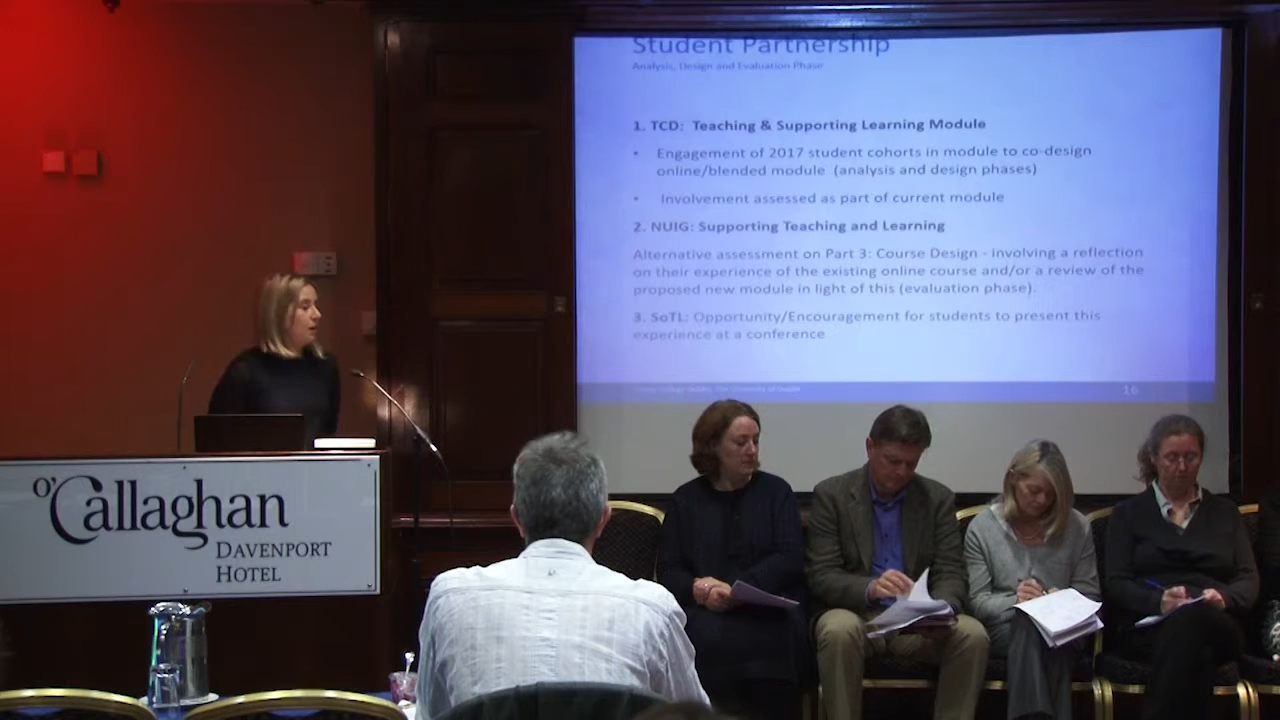 Student Partnership
Analysis, Design and Evaluation Phase
1. TCD: Teaching & Supporting Learning Module
• Engagement of 2017 student cohorts in module to co-design
online/blended module (analysis and design phases)
• Involvement assessed as part of current module
2. NUIG: Supporting Teaching and Learning
Alternative assessment on Part 3: Course Design - involving a reflection
on their experience of the existing online course and/or a review of the
proposed new module in light of this (evaluation phase).
3. SoTL: Opportunity/Encouragement for students to present this
experience at a conference
16
O'Callaghan
DAVENPORT
HOTEL